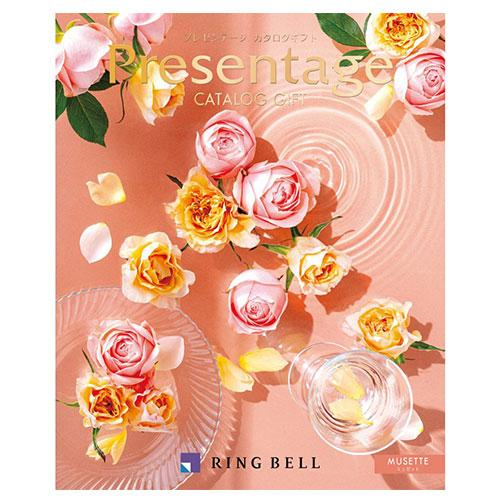 プレゼンテージ カタログギフト
Presentage
CATALOG GIFT
RING BELL
MUSETTE
ミュゼット